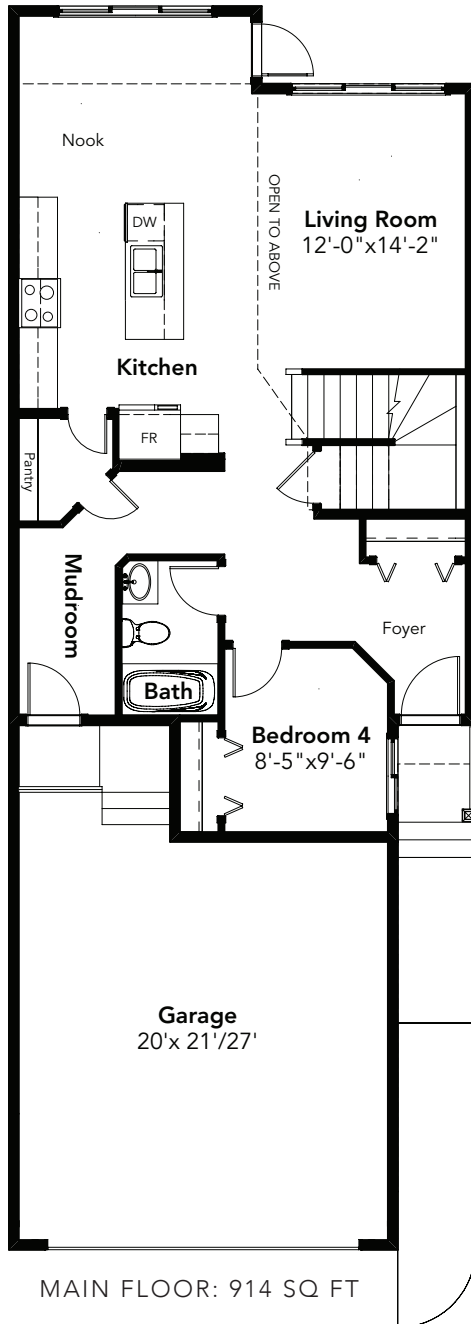 Nook
DW
OPEN TO ABOVE
Living Room
12'-0"x14'-2"
Kitchen
FR
Pantry
Mudroom
Foyer
Bath
Bedroom 4
8'-5"x9'-6"
Garage
20'x 21'/27'
MAIN FLOOR: 914 SQ FT